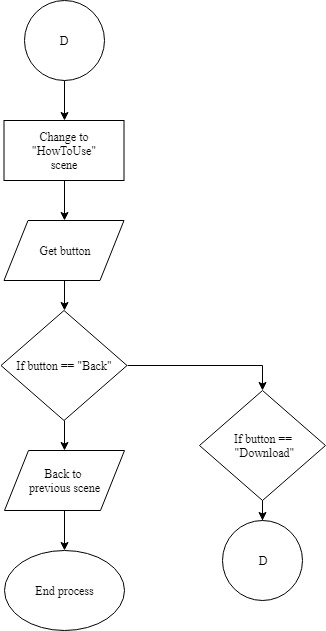 D
Change to
"HowToUse"
scene
Get button
If button == "Back"
If button ==
"Download"
Back to
previous scene
D
End process